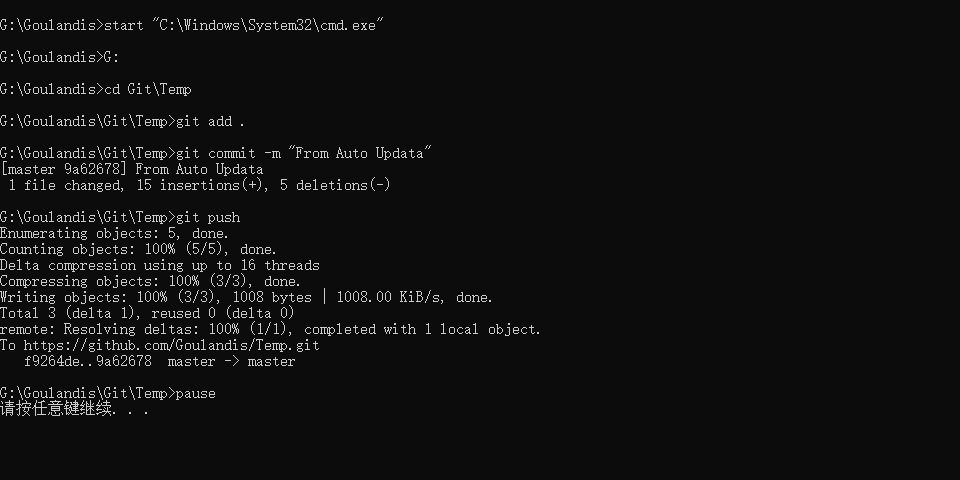 G:\Goulandis>start "C:\Windows\System32\cmd.exe"
G:\Goulandis>G:
G:\Goulandis>cd Git\Temp
G:\Goulandis\Git\Temp>git add .
G:\Goulandis\Git\Temp>git commit -m "From Auto Updata"
[master 9a62678] From Auto Updata
 1 file changed, 15 insertions(+), 5 deletions(-)
G:\Goulandis\Git\Temp>git push
Enumerating objects: 5, done.
Counting objects: 100% (5/5), done.
Delta compression using up to 16 threads
Compressing objects: 100% (3/3), done.
Writing objects: 100% (3/3), 1008 bytes | 1008.00 KiB/s, done.
Total 3 (delta 1), reused 0 (delta 0)
remote: Resolving deltas: 100% (1/1), completed with 1 local object.
To https://github.com/Goulandis/Temp.git
   f9264de..9a62678  master -> master
G:\Goulandis\Git\Temp>pause
请按任意键继续. . .